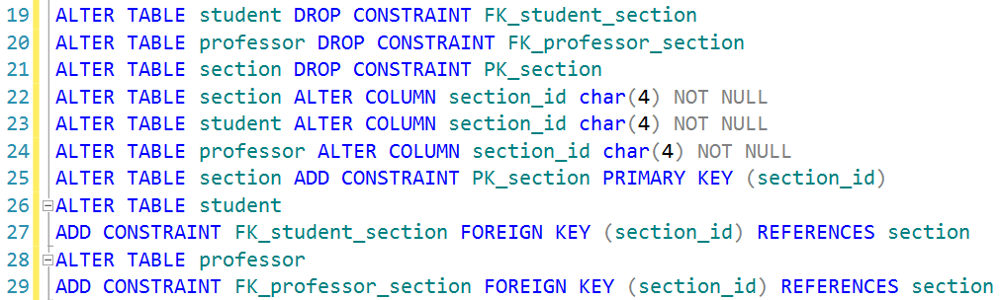 19 ALTER TABLE student DROP CONSTRAINT FK_student_section
20 ALTER TABLE professor DROP CONSTRAINT FK_professor_section
21 ALTER TABLE section DROP CONSTRAINT PK_section
22 ALTER TABLE section ALTER COLUMN section_id char(4) NOT NULL
23 ALTER TABLE student ALTER COLUMN section_id char(4) NOT NULL
24 ALTER TABLE professor ALTER COLUMN section_id char(4) NOT NULL
25 ALTER TABLE section ADD CONSTRAINT PK_section PRIMARY KEY (section_id)
26 ALTER TABLE student
27 ADD CONSTRAINT FK_student_section FOREIGN KEY (section_id) REFERENCES section
28 ALTER TABLE professor
29 ADD CONSTRAINT FK_professor_section FOREIGN KEY (section_id) REFERENCES section